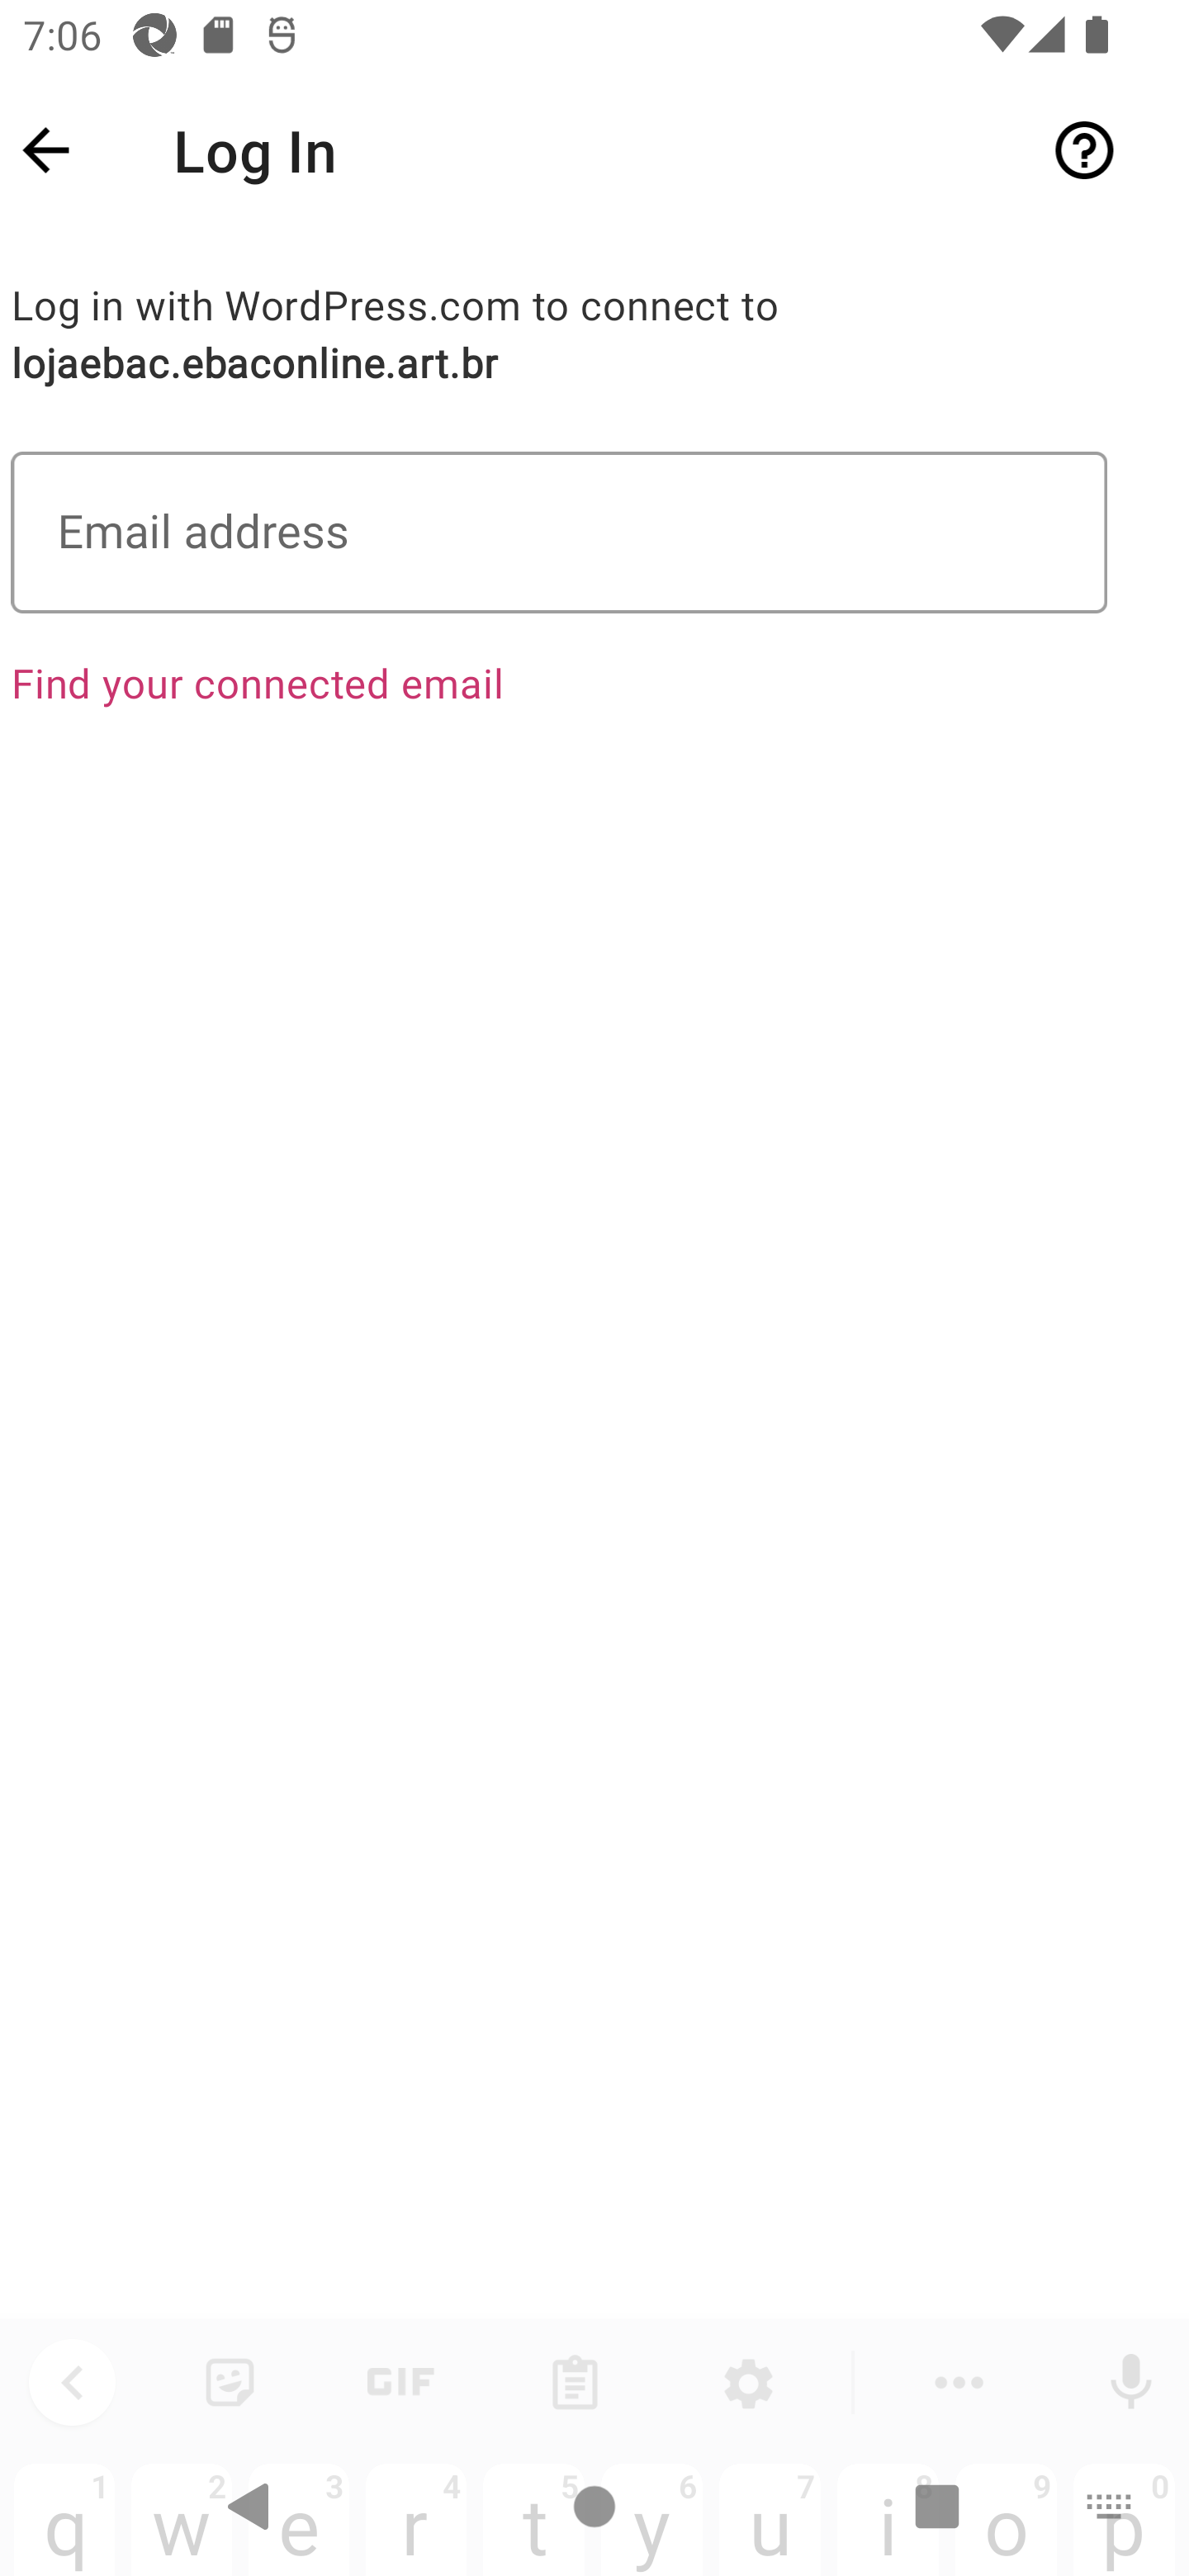 7:06
Log In
Log in with WordPress.com to connect to
lojaebac.ebaconline.art.br
Email address
Find your connected email
GIF
1 2 3 4 5 6 7 8 9 0
q w e r t y u i o p